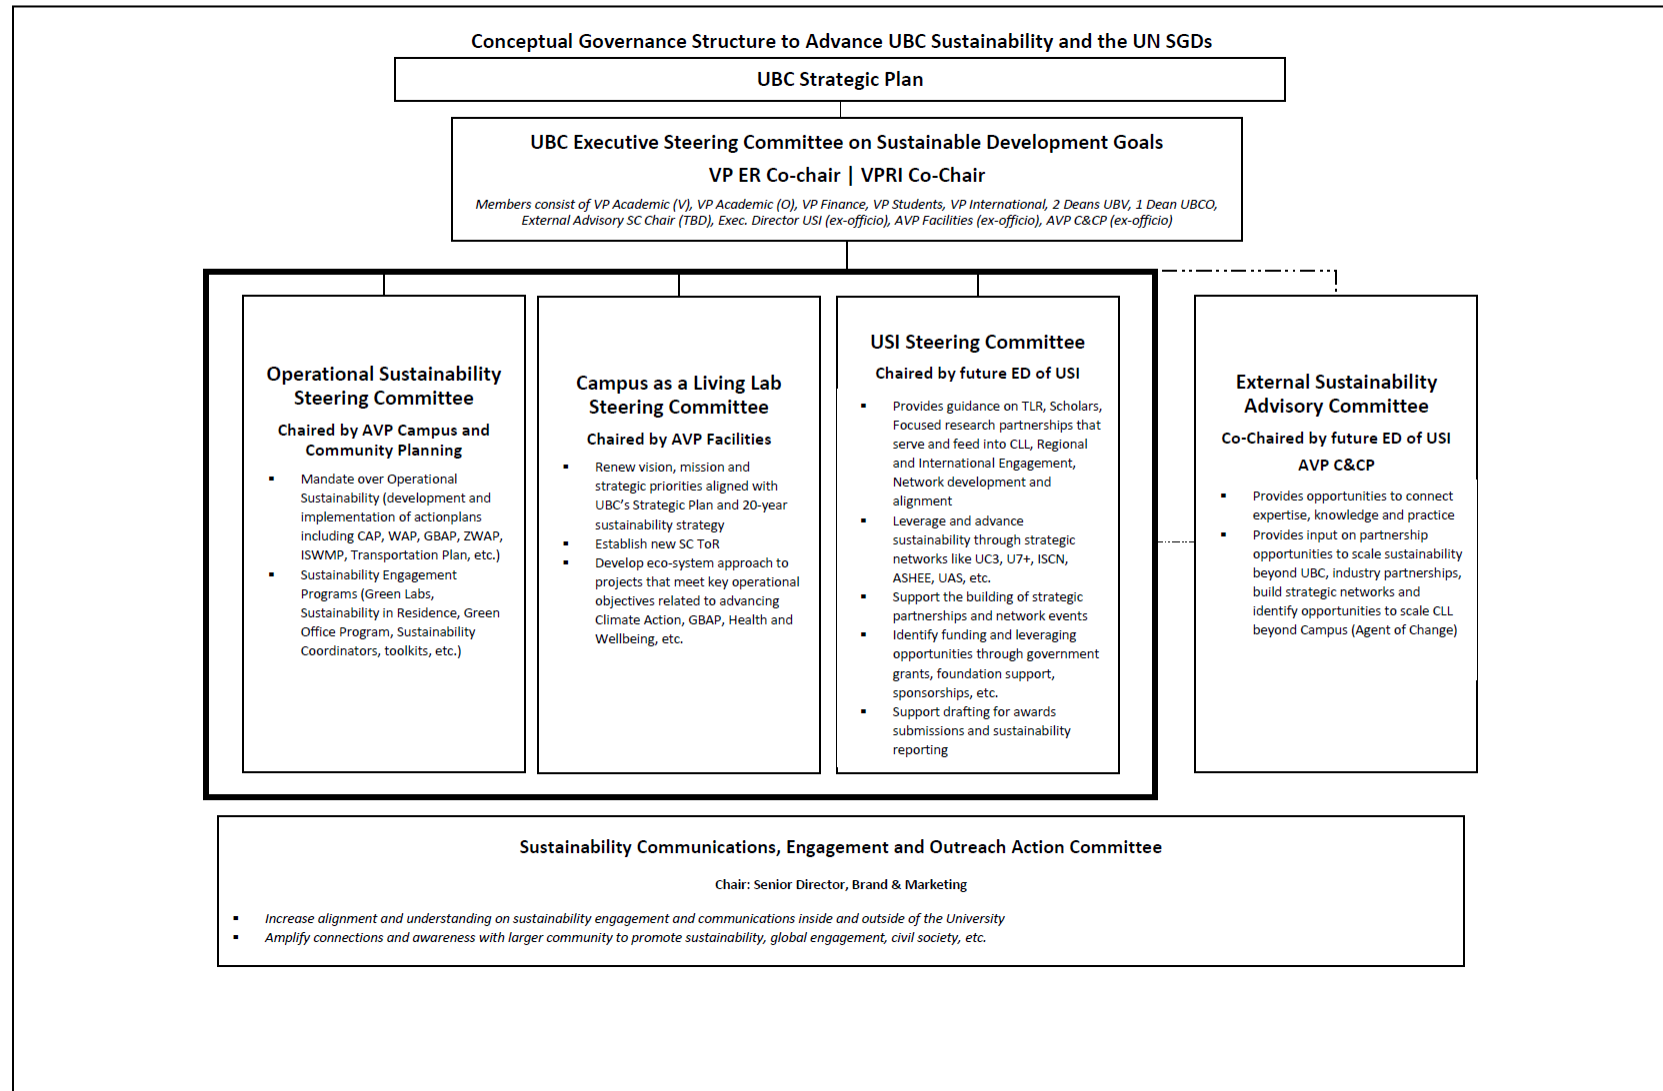 Conceptual Governance Structure to Advance UBC Sustainability and the UN SGDs
UBC Strategic Plan
UBC Executive Steering Committee on Sustainable Development Goals
VP ER Co-chair | VPRI Co-Chair
Members consist of VP Academic (V), VP Academic (O), VP Finance, VP Students, VP International, 2 Deans UBV, 1 Dean UBCO,
External Advisory SC Chair (TBD), Exec. Director USI (ex-officio), AVP Facilities (ex-officio), AVP C&CP (ex-officio)
Operational Sustainability
Steering Committee
Chaired by AVP Campus and
Community Planning
▪ Mandate over Operational
Sustainability (development and
implementation of actionplans
including CAP, WAP, GBAP, ZWAP,
ISWMP, Transportation Plan, etc.)
▪ Sustainability Engagement
Programs (Green Labs,
Sustainability in Residence, Green
Office Program, Sustainability
Coordinators, toolkits, etc.)
Campus as a Living Lab
Steering Committee
Chaired by AVP Facilities
▪ Renew vision, mission and
strategic priorities aligned with
UBC's Strategic Plan and 20-year
sustainability strategy
▪ Establish new SC ToR
▪ Develop eco-system approach to
projects that meet key operational
objectives related to advancing
Climate Action, GBAP, Health and
Wellbeing, etc.
USI Steering Committee
Chaired by future ED of USI
▪ Provides guidance on TLR, Scholars,
Focused research partnerships that
serve and feed into CLL, Regional
and International Engagement,
Network development and
alignment
▪ Leverage and advance
sustainability through strategic
networks like UC3, U7+, ISCN,
ASHEE, UAS, etc.
▪ Support the building of strategic
partnerships and network events
▪ Identify funding and leveraging
opportunities through government
grants, foundation support,
sponsorships, etc.
▪ Support drafting for awards
submissions and sustainability
reporting
External Sustainability
Advisory Committee
Co-Chaired by future ED of USI
AVP C&CP
▪ Provides opportunities to connect
expertise, knowledge and practice
▪ Provides input on partnership
opportunities to scale sustainability
beyond UBC, industry partnerships,
build strategic networks and
identify opportunities to scale CLL
beyond Campus (Agent of Change)
Sustainability Communications, Engagement and Outreach Action Committee
Chair: Senior Director, Brand & Marketing
▪ Increase alignment and understanding on sustainability engagement and communications inside and outside of the University
▪ Amplify connections and awareness with larger community to promote sustainability, global engagement, civil society, etc.